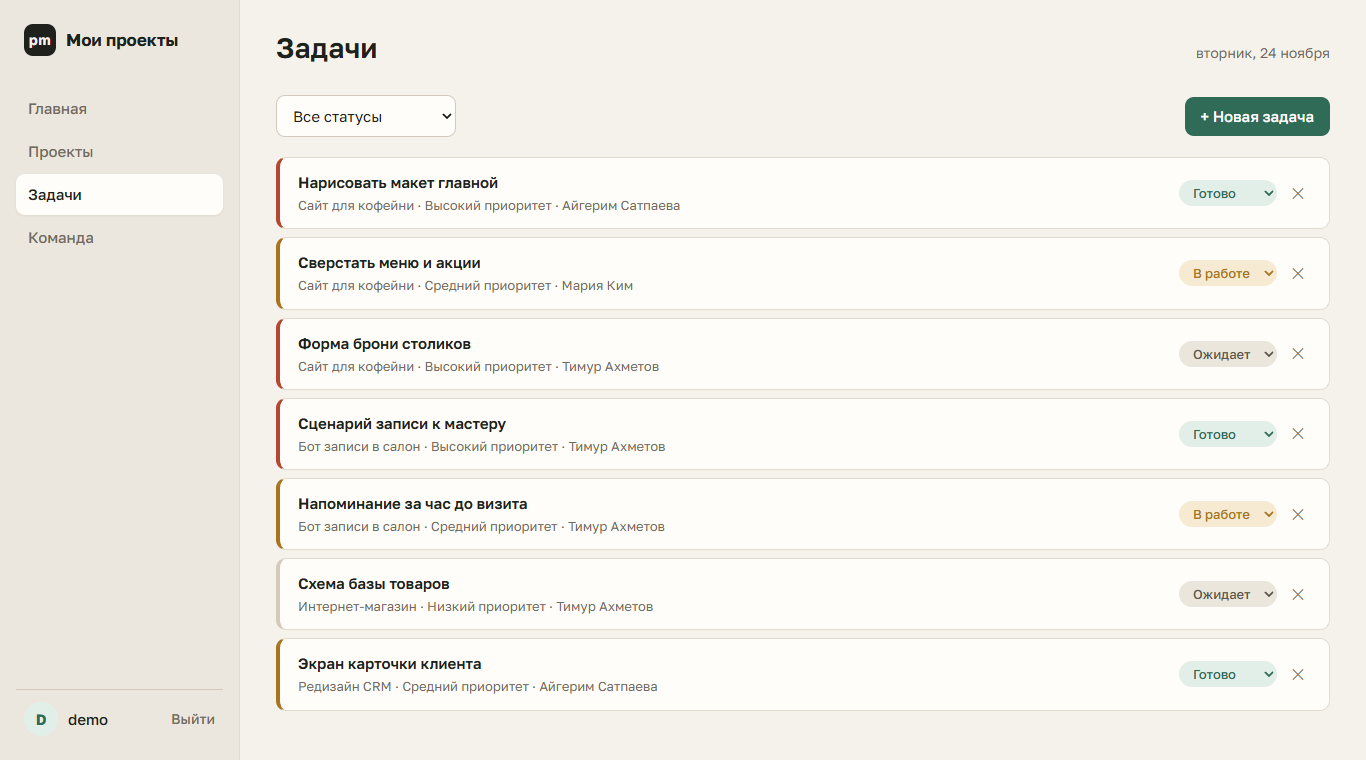 pm Мои проекты
Главная
Проекты
Задачи
Команда
D demo Выйти
Задачи
вторник, 24 ноября
Все статусы
+ Новая задача
Нарисовать макет главной
Сайт для кофейни · Высокий приоритет · Айгерим Сатпаева
Готово
Сверстать меню и акции
Сайт для кофейни · Средний приоритет · Мария Ким
В работе
Форма брони столиков
Сайт для кофейни · Высокий приоритет · Тимур Ахметов
Ожидает
Сценарий записи к мастеру
Бот записи в салон · Высокий приоритет · Тимур Ахметов
Готово
Напоминание за час до визита
Бот записи в салон · Средний приоритет · Тимур Ахметов
В работе
Схема базы товаров
Интернет-магазин · Низкий приоритет · Тимур Ахметов
Ожидает
Экран карточки клиента
Редизайн CRM · Средний приоритет · Айгерим Сатпаева
Готово